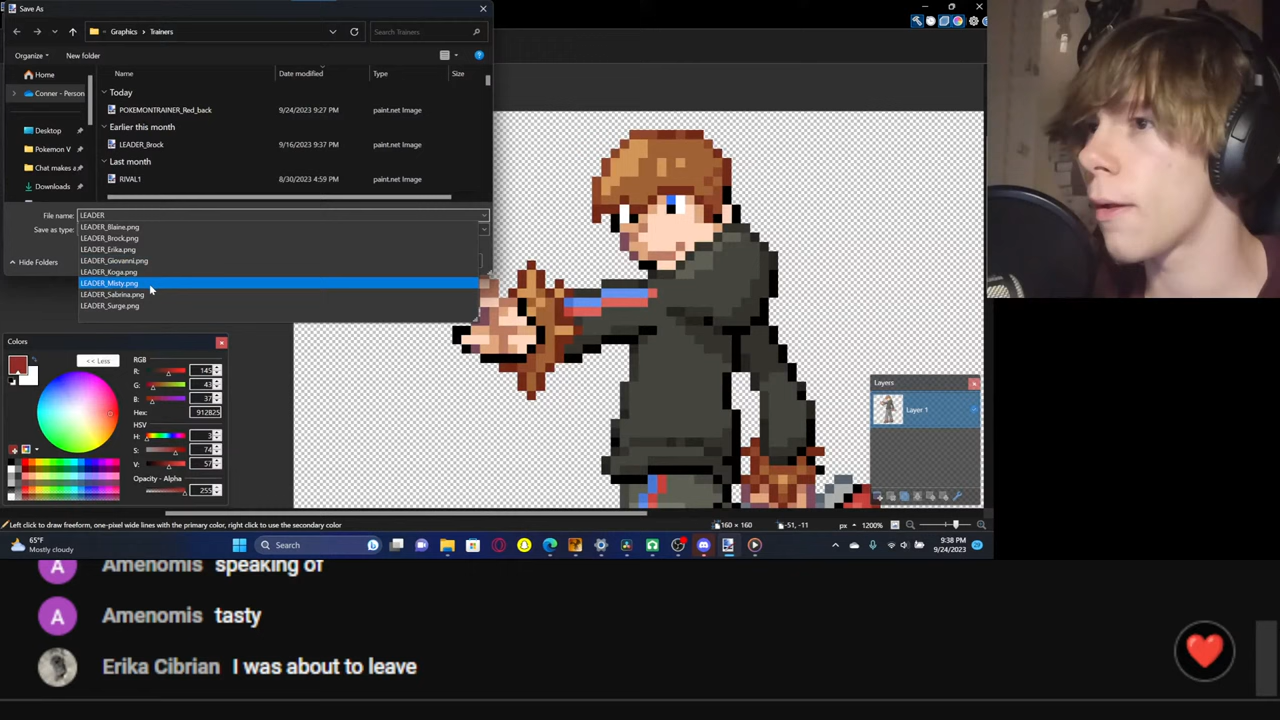 Save As
Graphics > Trainers
Search Trainers
Organize
New folder
Home
Conner - Person
Desktop
Pokemon V
Chat makes a
Downloads
Name
Date modified
Type
Size
Today
POKEMONTRAINER_Red_back 9/24/2023 9:27 PM paint.net Image
Earlier this month
LEADER_Brock 9/16/2023 9:37 PM paint.net Image
Last month
RIVAL1 8/30/2023 4:59 PM paint.net Image
File name: LEADER
Save as type:
LEADER_Blaine.png
LEADER_Brock.png
LEADER_Erika.png
LEADER_Giovanni.png
LEADER_Koga.png
LEADER_Misty.png
LEADER_Sabrina.png
LEADER_Surge.png
Hide Folders
Colors
<< Less
RGB
R: 145
G: 43
B: 37
Hex: 912825
HSV
H: 3
S: 74
V: 57
Opacity - Alpha
255
Layers
Layer 1
Left click to draw freeform, one-pixel wide lines with the primary color, right click to use the secondary color
160 × 160
-51, -11
px
1200%
65°F
Mostly cloudy
Search
9:38 PM
9/24/2023
A Amenomis speaking of
A Amenomis tasty
Erika Cibrian I was about to leave